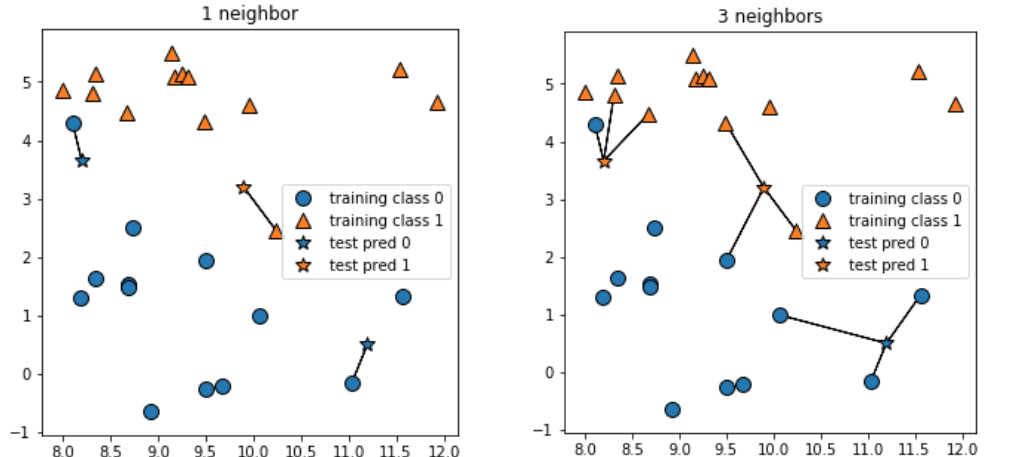 1 neighbor
5
4
3
2
1
0
−1
8.0 8.5 9.0 9.5 10.0 10.5 11.0 11.5 12.0
training class 0
training class 1
test pred 0
test pred 1
3 neighbors
5
4
3
2
1
0
−1
8.0 8.5 9.0 9.5 10.0 10.5 11.0 11.5 12.0
training class 0
training class 1
test pred 0
test pred 1